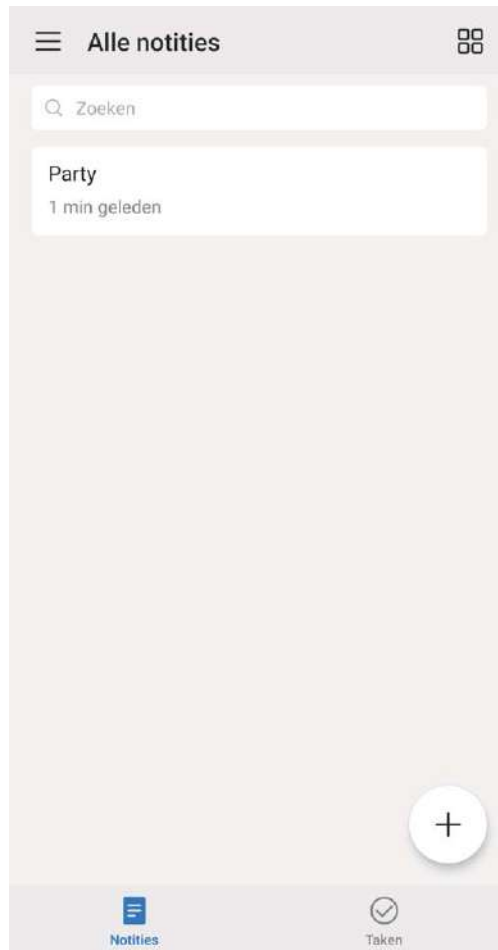 Alle notities
Zoeken
Party
1 min geleden
Notities
Taken